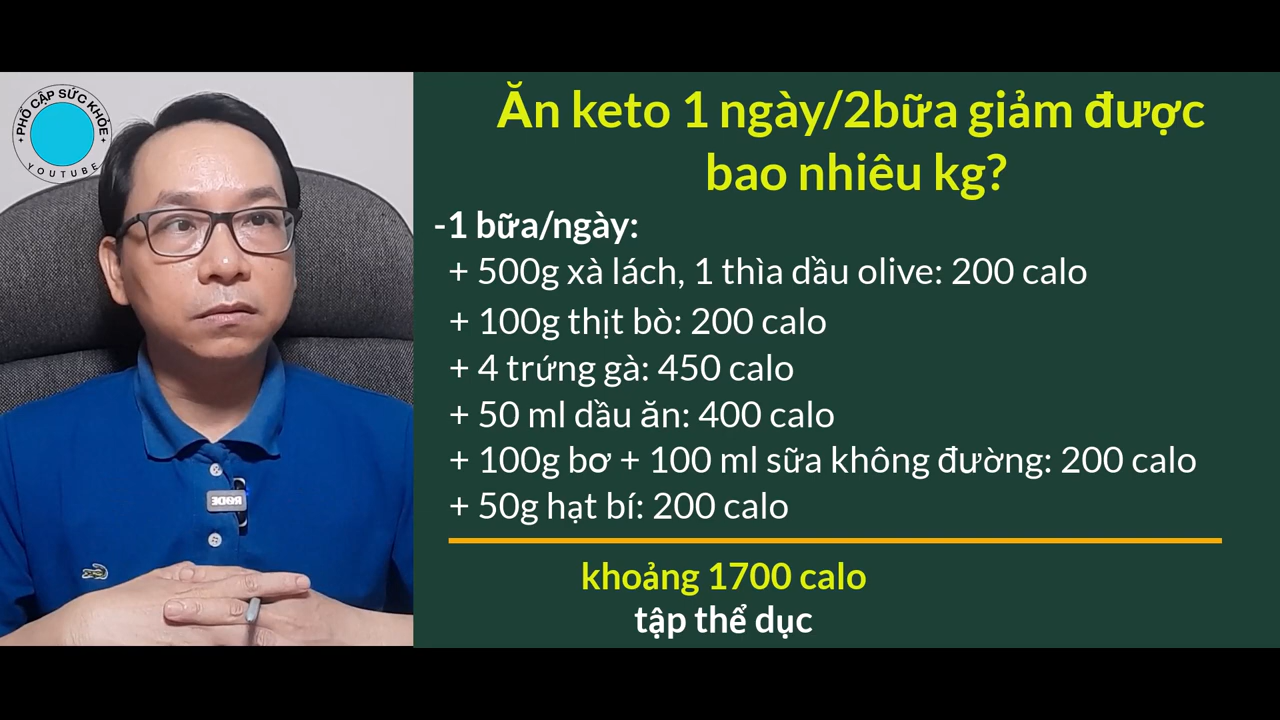 PHỔ CẬP SỨC KHỎE
YOUTUBE
Ăn keto 1 ngày/2bữa giảm được
bao nhiêu kg?
-1 bữa/ngày:
+ 500g xà lách, 1 thìa dầu olive: 200 calo
+ 100g thịt bò: 200 calo
+ 4 trứng gà: 450 calo
+ 50 ml dầu ăn: 400 calo
+ 100g bơ + 100 ml sữa không đường: 200 calo
+ 50g hạt bí: 200 calo
khoảng 1700 calo
tập thể dục
RØDE